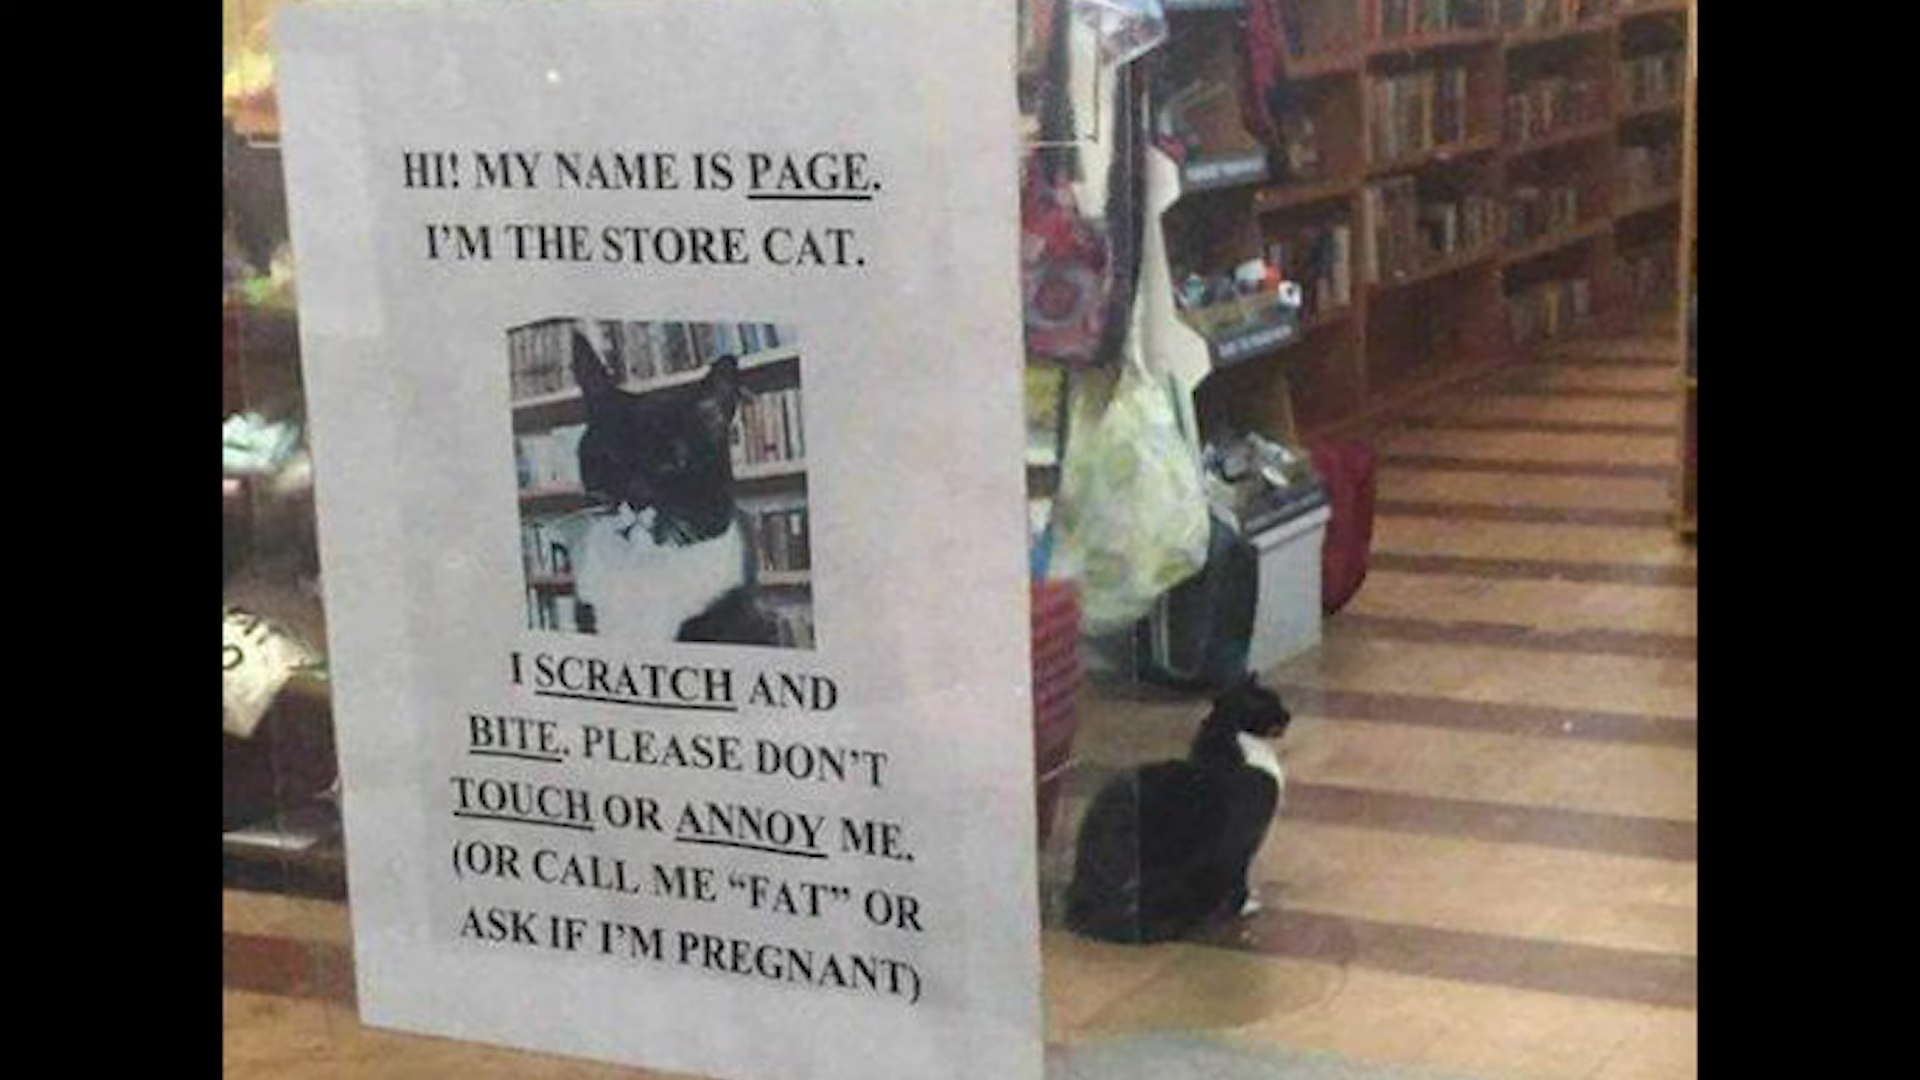 HI! MY NAME IS PAGE.
I'M THE STORE CAT.
I SCRATCH AND
BITE. PLEASE DON'T
TOUCH OR ANNOY ME.
(OR CALL ME “FAT” OR
ASK IF I'M PREGNANT)